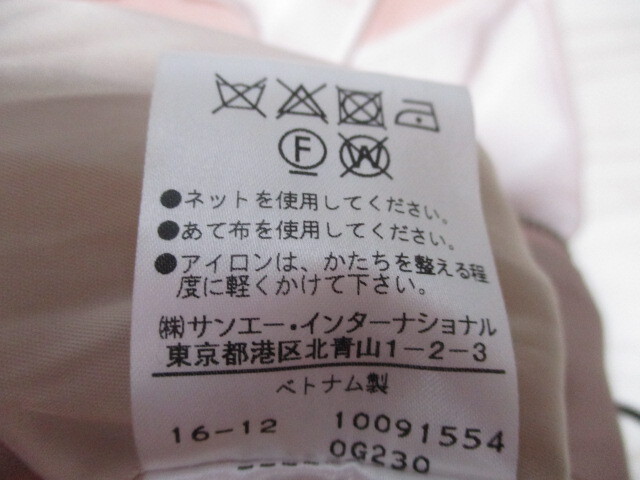 F W
●ネットを使用してください。
●あて布を使用してください。
●アイロンは、かたちを整える程
度に軽くかけて下さい。
㈱サンエー・インターナショナル
東京都港区北青山1-2-3
ベトナム製
16-12 10091554
0G230